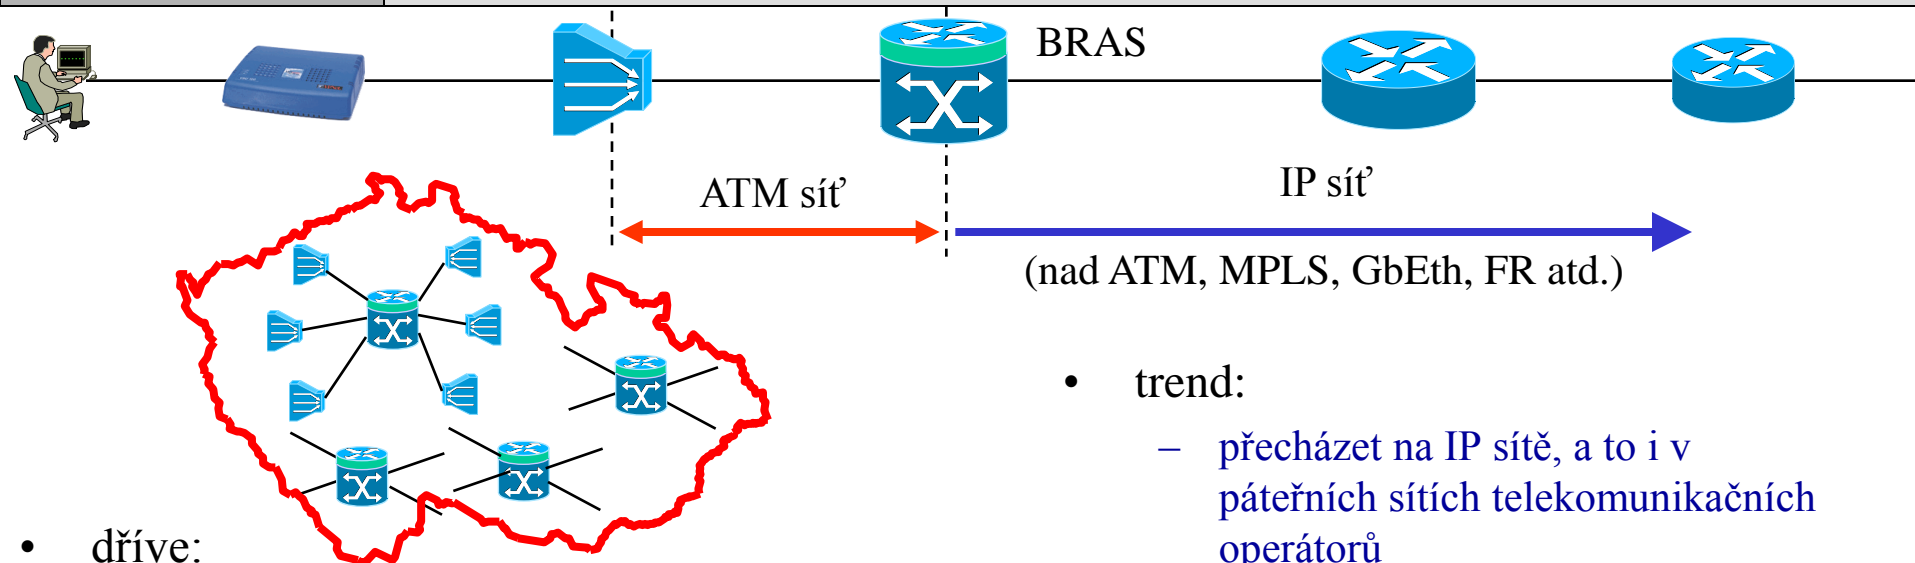 BRAS
ATM síť
IP síť
(nad ATM, MPLS, GbEth, FR atd.)
• trend:
– přecházet na IP sítě, a to i v
páteřních sítích telekomunikačních
operátorů
• dříve: